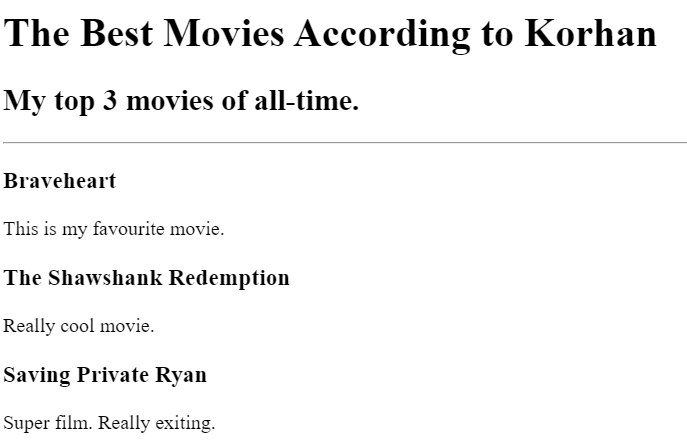 The Best Movies According to Korhan
My top 3 movies of all-time.
Braveheart
This is my favourite movie.
The Shawshank Redemption
Really cool movie.
Saving Private Ryan
Super film. Really exiting.